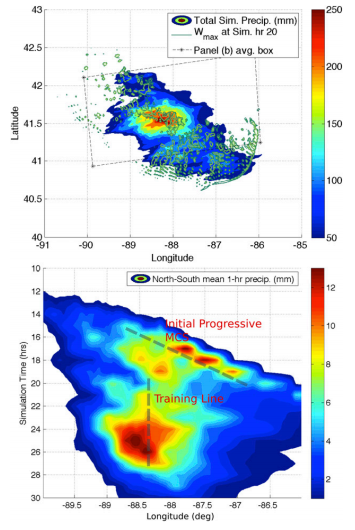 Total Sim. Precip. (mm)
W_max at Sim. hr 20
Panel (b) avg. box
43
42.5
42
41.5
41
40.5
40
Latitude
-91 -90 -89 -88 -87 -86 -85
Longitude
250
200
150
100
50
North-South mean 1-hr precip. (mm)
Initial Progressive
MCS
Training Line
10
12
14
16
18
20
22
24
26
28
30
Simulation Time (hrs)
-89.5 -89 -88.5 -88 -87.5 -87 -86.5
Longitude (deg)
12
10
8
6
4
2